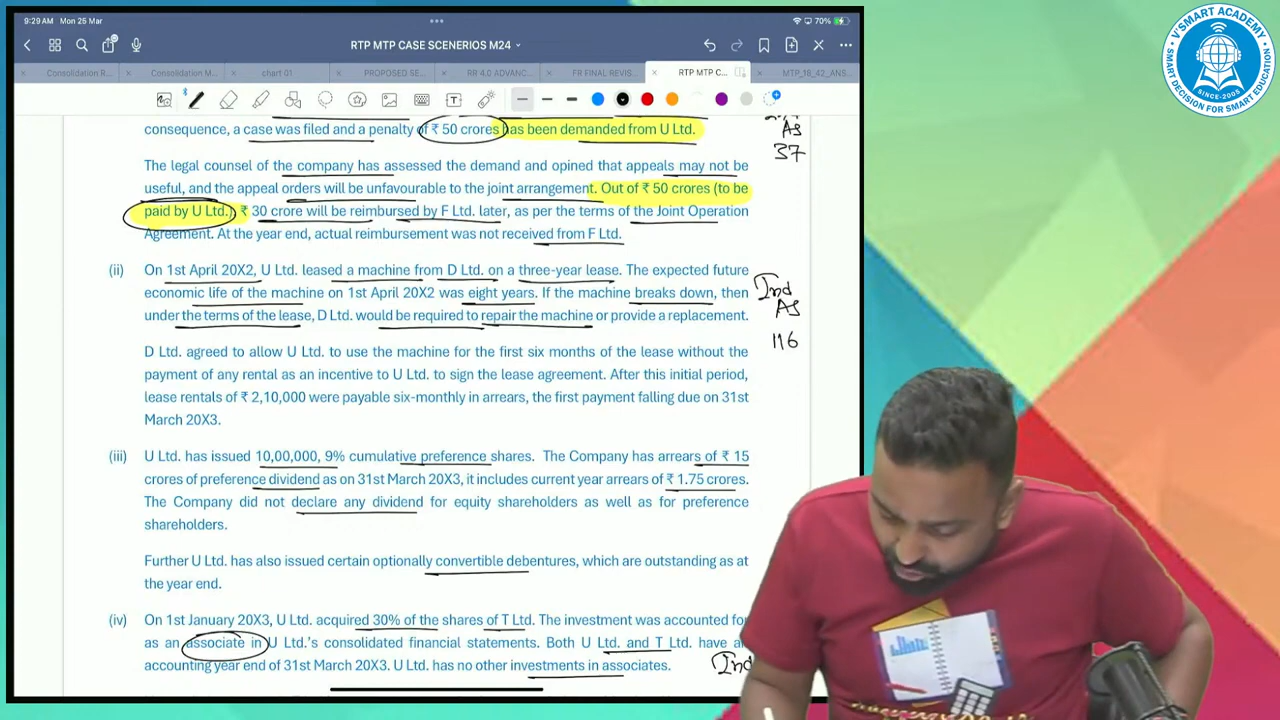 9:29 AM Mon 25 Mar
70%
RTP MTP CASE SCENERIOS M24
Consolidation R...
Consolidation M...
chart 01
PROPOSED SE...
RR 4.0 ADVANC...
FR FINAL REVIS...
RTP MTP C...
MTP_18_42_ANS...
consequence, a case was filed and a penalty of ₹ 50 crores has been demanded from U Ltd.
AS
37
The legal counsel of the company has assessed the demand and opined that appeals may not be
useful, and the appeal orders will be unfavourable to the joint arrangement. Out of ₹ 50 crores (to be
paid by U Ltd.), ₹ 30 crore will be reimbursed by F Ltd. later, as per the terms of the Joint Operation
Agreement. At the year end, actual reimbursement was not received from F Ltd.
(ii) On 1st April 20X2, U Ltd. leased a machine from D Ltd. on a three-year lease. The expected future
economic life of the machine on 1st April 20X2 was eight years. If the machine breaks down, then
under the terms of the lease, D Ltd. would be required to repair the machine or provide a replacement.
Ind
AS
116
D Ltd. agreed to allow U Ltd. to use the machine for the first six months of the lease without the
payment of any rental as an incentive to U Ltd. to sign the lease agreement. After this initial period,
lease rentals of ₹ 2,10,000 were payable six-monthly in arrears, the first payment falling due on 31st
March 20X3.
(iii) U Ltd. has issued 10,00,000, 9% cumulative preference shares. The Company has arrears of ₹ 15
crores of preference dividend as on 31st March 20X3, it includes current year arrears of ₹ 1.75 crores.
The Company did not declare any dividend for equity shareholders as well as for preference
shareholders.
Further U Ltd. has also issued certain optionally convertible debentures, which are outstanding as at
the year end.
(iv) On 1st January 20X3, U Ltd. acquired 30% of the shares of T Ltd. The investment was accounted for
as an associate in U Ltd.'s consolidated financial statements. Both U Ltd. and T Ltd. have
accounting year end of 31st March 20X3. U Ltd. has no other investments in associates.
Ind
V'SMART ACADEMY
SMART DECISION FOR SMART EDUCATION
SINCE-2005